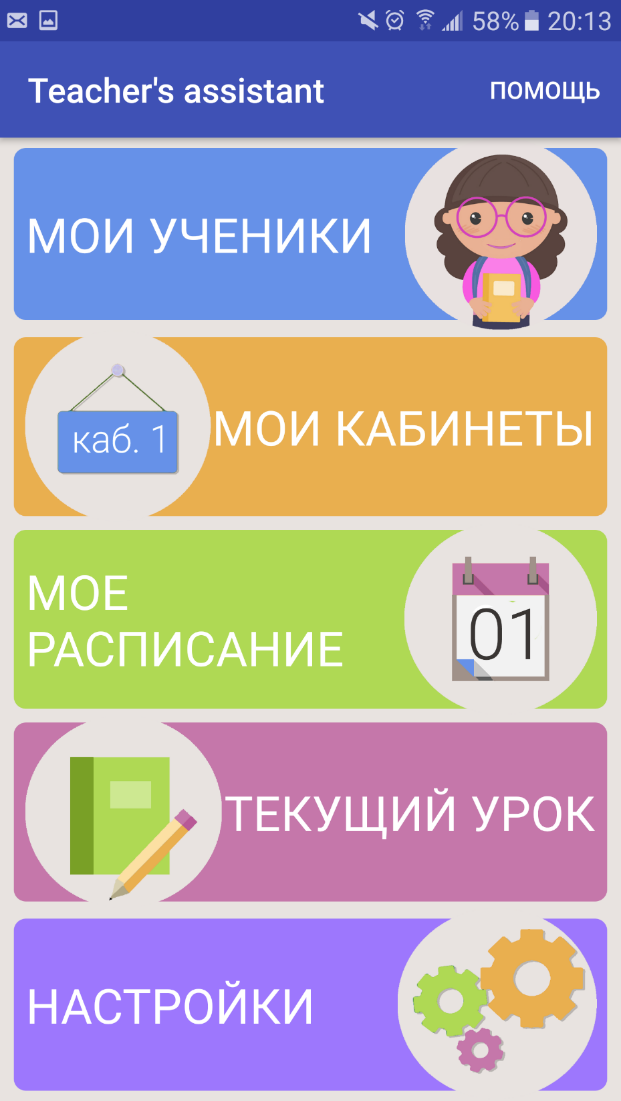 58% 20:13
Teacher's assistant ПОМОЩЬ
МОИ УЧЕНИКИ
каб. 1
МОИ КАБИНЕТЫ
МОЕ
РАСПИСАНИЕ
01
ТЕКУЩИЙ УРОК
НАСТРОЙКИ